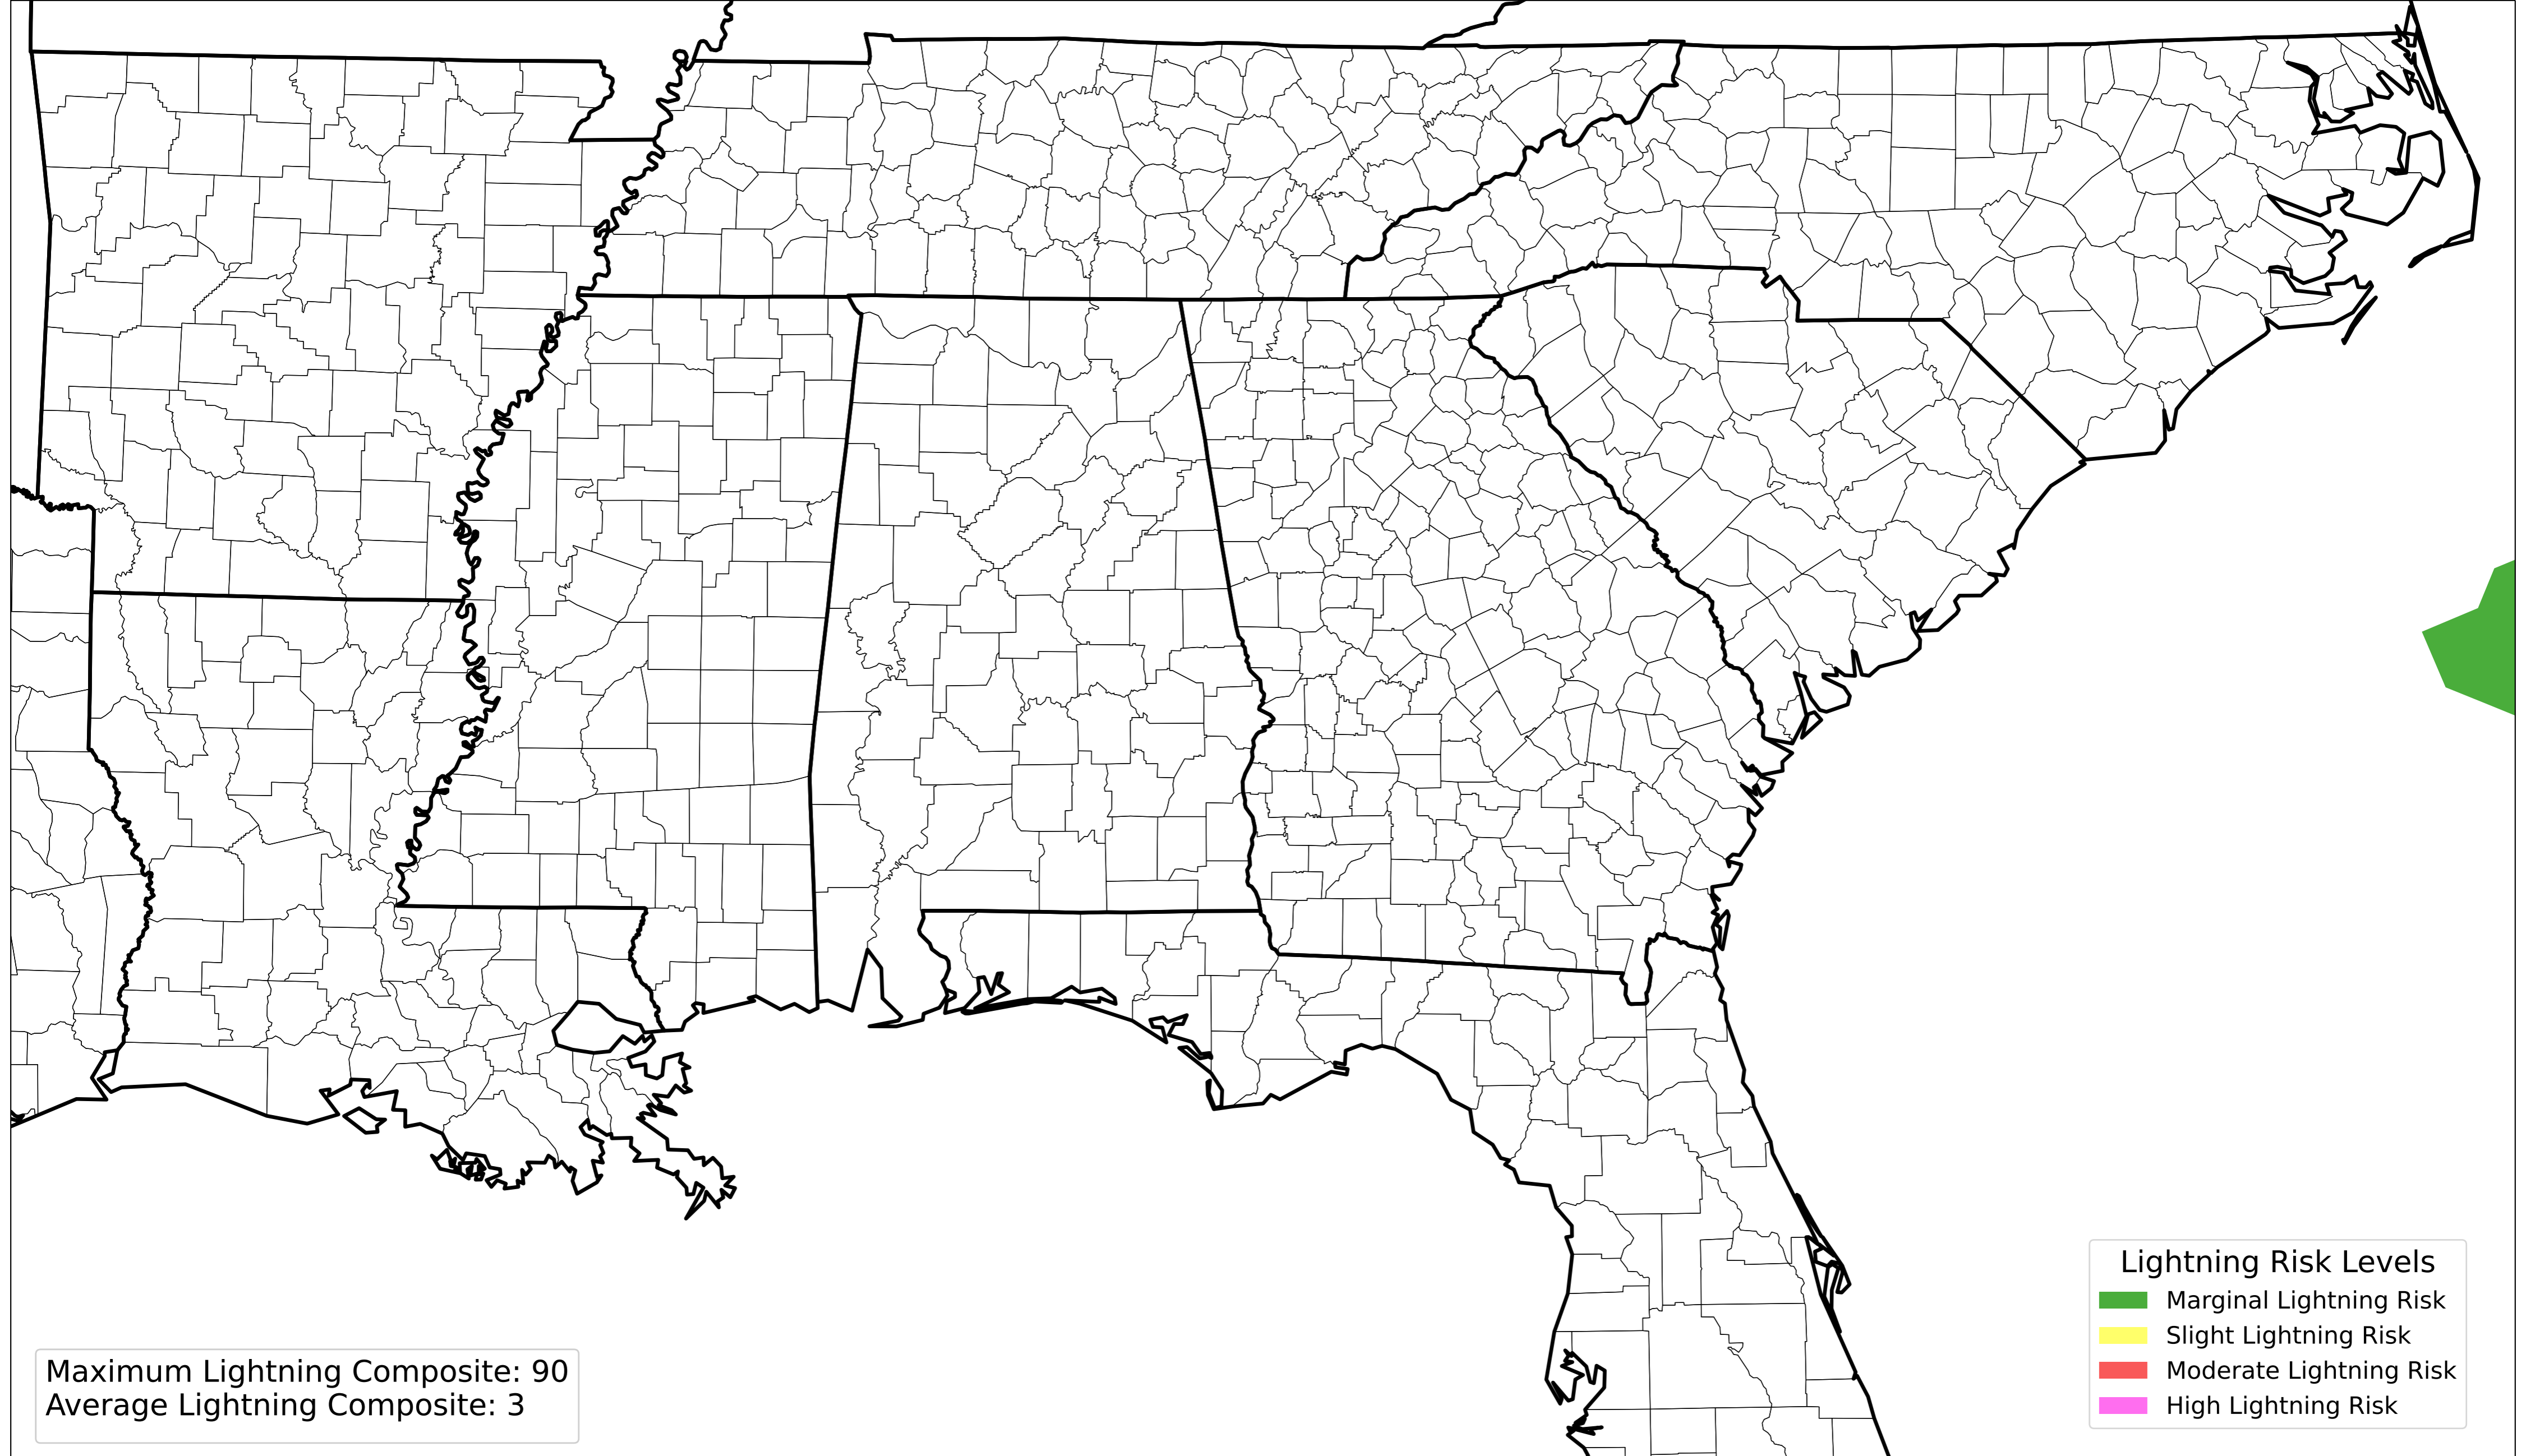 Maximum Lightning Composite: 90
Average Lightning Composite: 3
Lightning Risk Levels
Marginal Lightning Risk
Slight Lightning Risk
Moderate Lightning Risk
High Lightning Risk